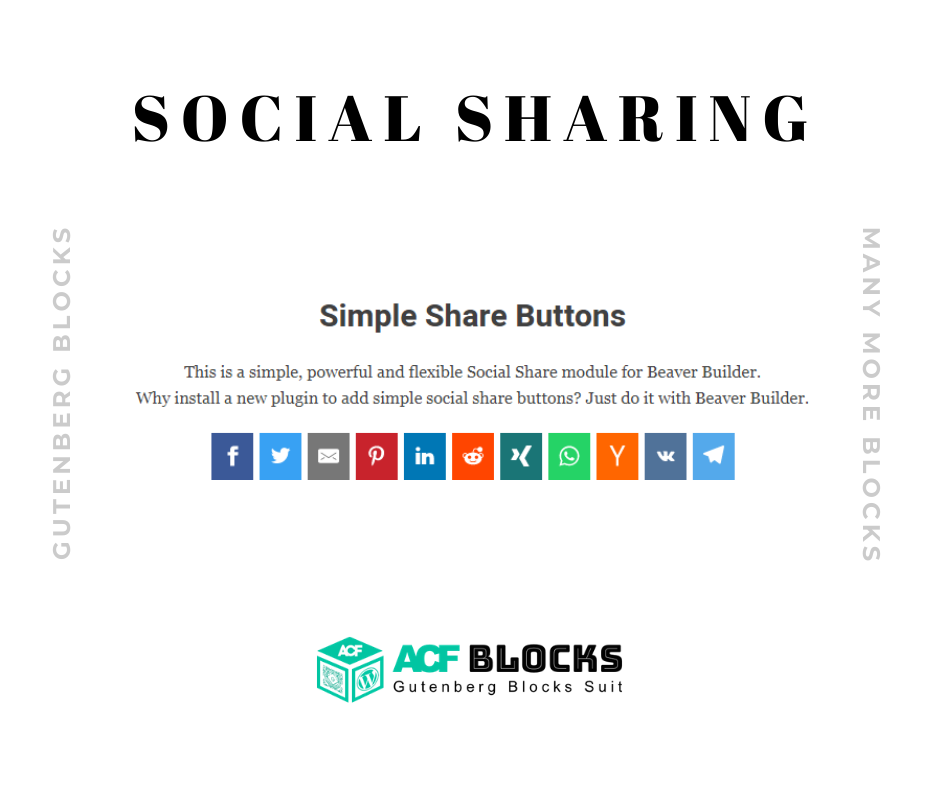 SOCIAL SHARING
GUTENBERG BLOCKS
MANY MORE BLOCKS
Simple Share Buttons
This is a simple, powerful and flexible Social Share module for Beaver Builder.
Why install a new plugin to add simple social share buttons? Just do it with Beaver Builder.
ACF
ACF BLOCKS
Gutenberg Blocks Suit